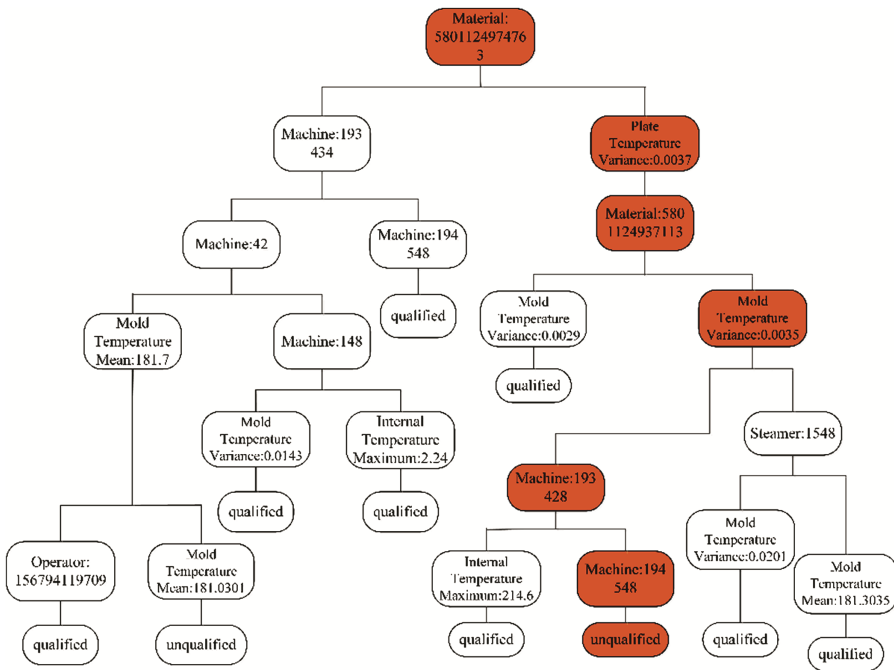 Material:
580112497476
3
Machine:193
434
Plate
Temperature
Variance:0.0037
Material:580
1124937113
Machine:42
Machine:194
548
qualified
Mold
Temperature
Variance:0.0029
qualified
Mold
Temperature
Variance:0.0035
Mold
Temperature
Mean:181.7
Machine:148
Mold
Temperature
Variance:0.0143
qualified
Internal
Temperature
Maximum:2.24
qualified
Steamer:1548
Machine:193
428
Operator:
156794119709
qualified
Mold
Temperature
Mean:181.0301
unqualified
Internal
Temperature
Maximum:214.6
qualified
Machine:194
548
unqualified
Mold
Temperature
Variance:0.0201
qualified
Mold
Temperature
Mean:181.3035
qualified